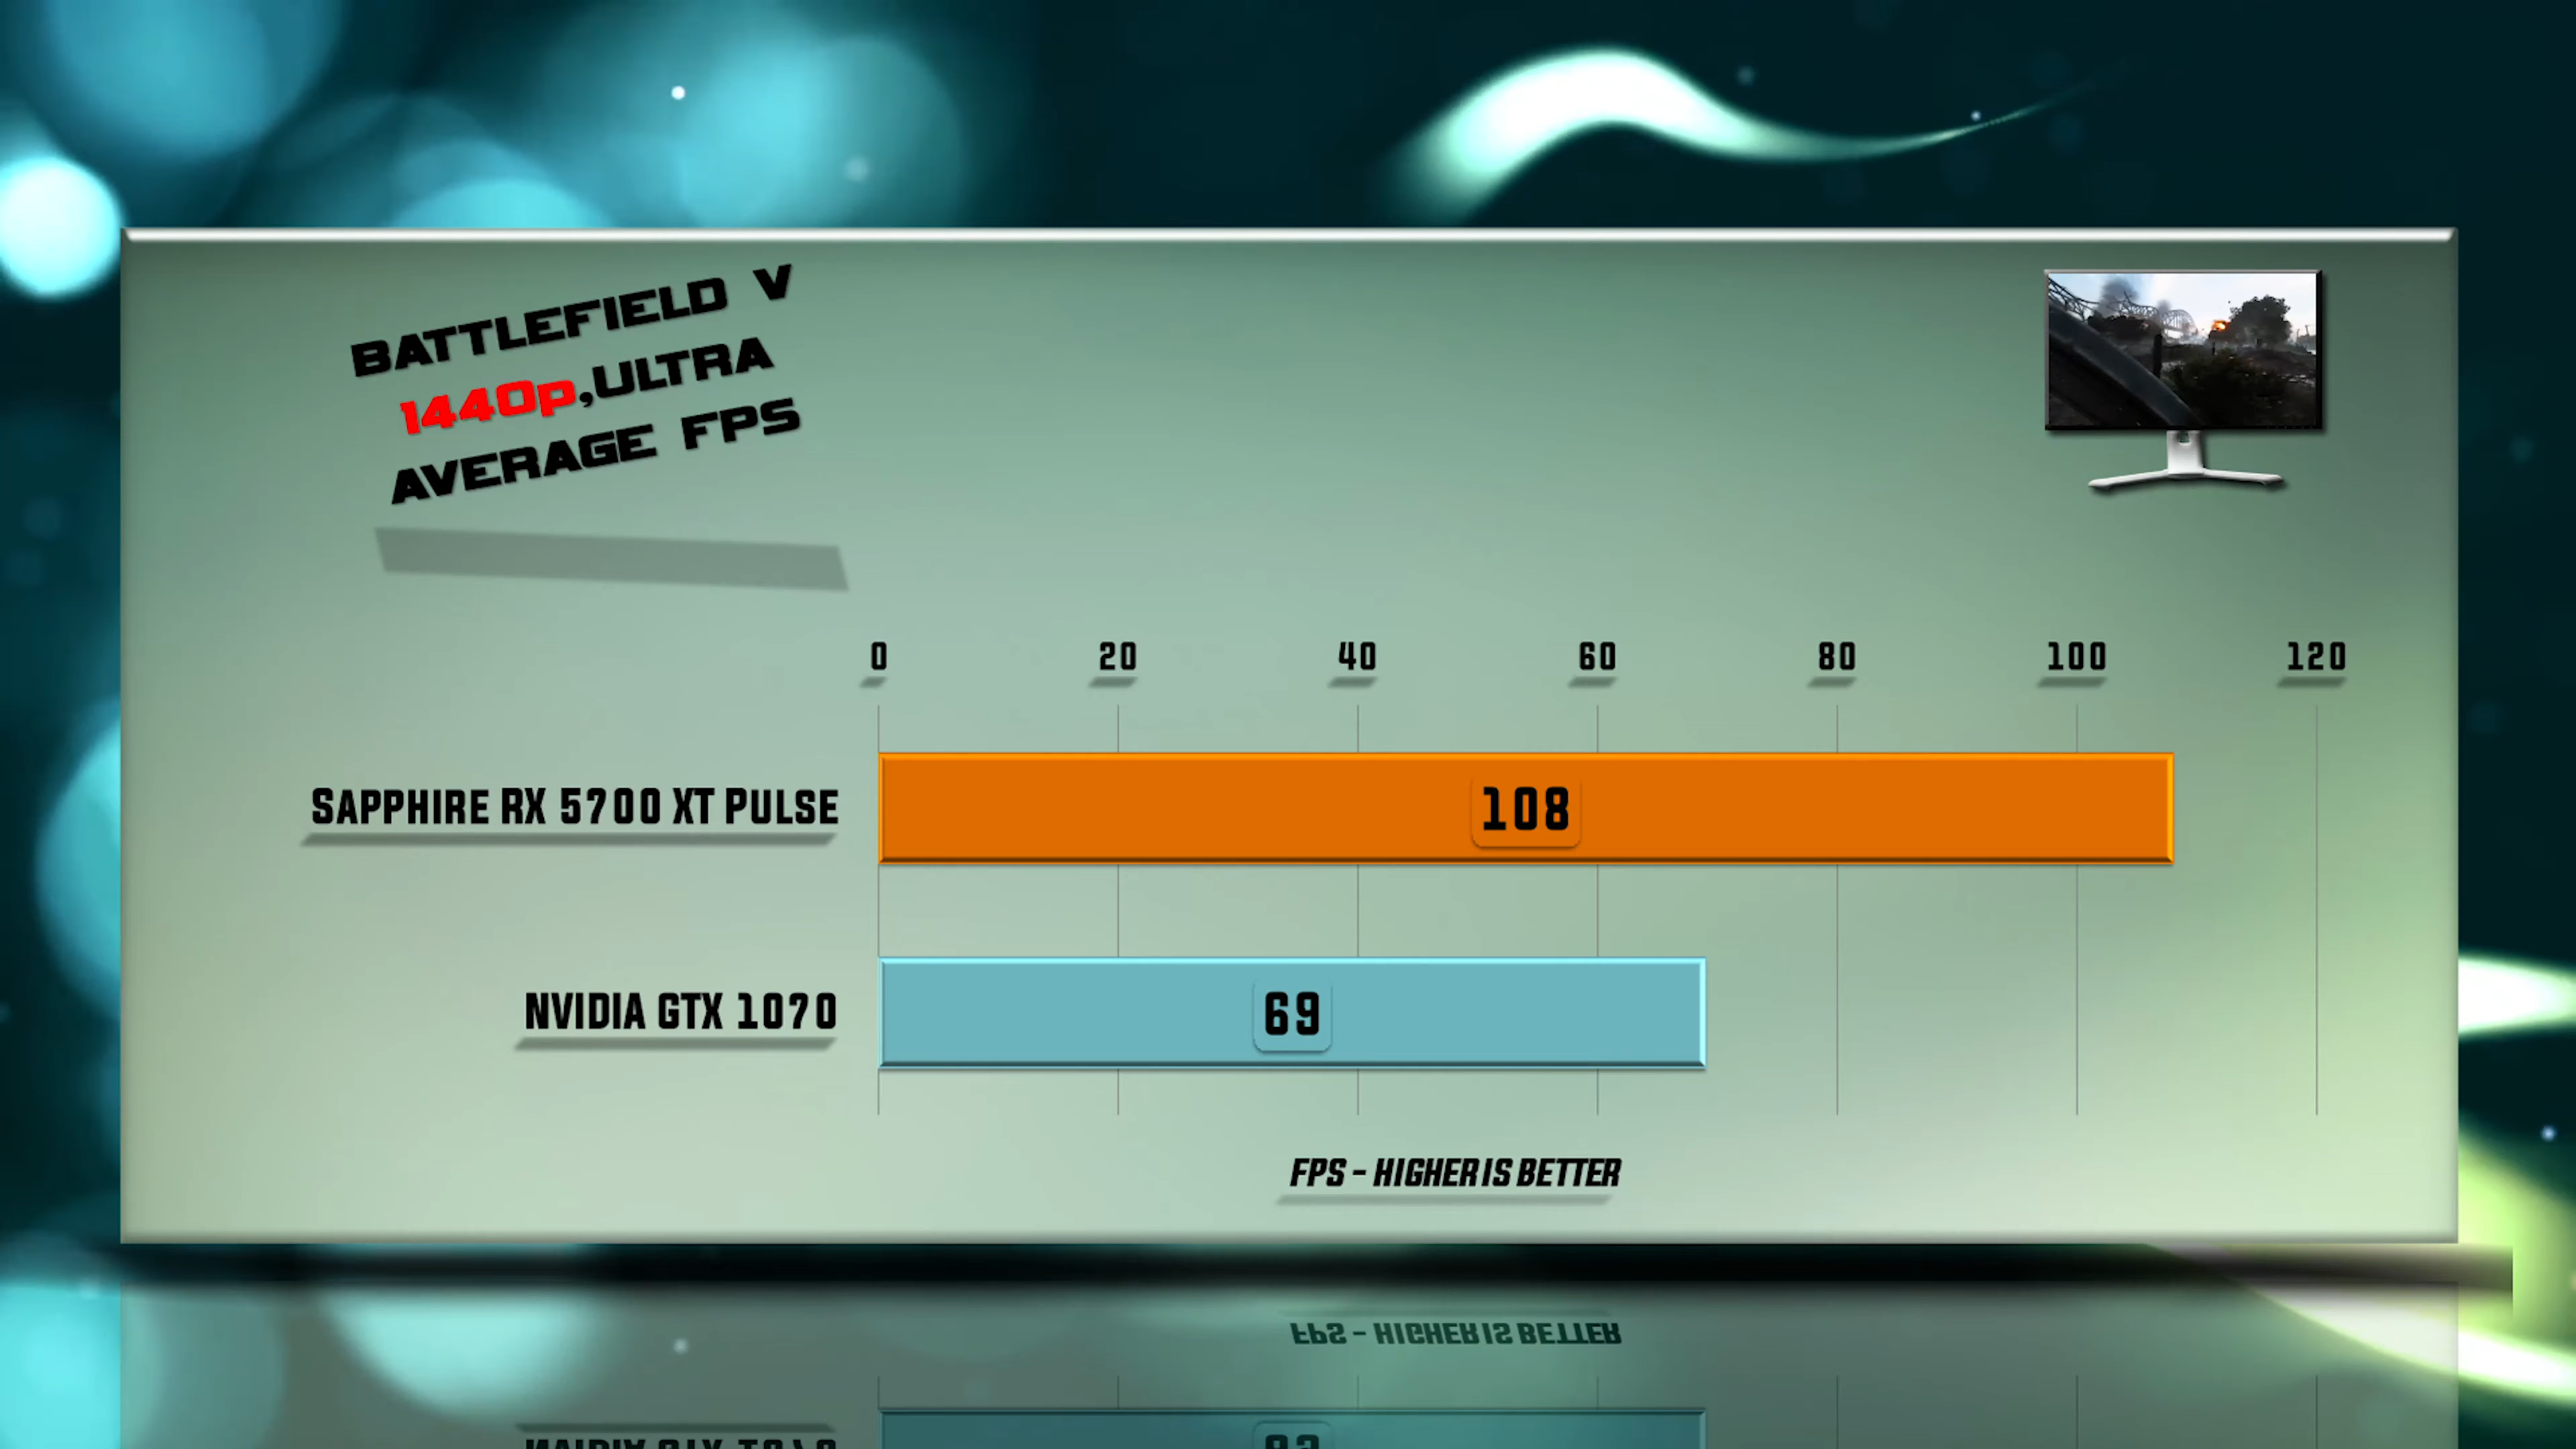 BATTLEFIELD V
1440p,ULTRA
AVERAGE FPS
0 20 40 60 80 100 120
SAPPHIRE RX 5700 XT PULSE
108
NVIDIA GTX 1070
69
FPS - HIGHER IS BETTER